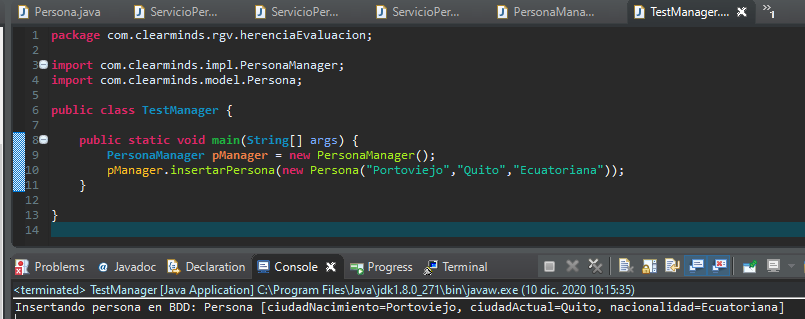 Persona.java ServicioPer... ServicioPer... ServicioPer... PersonaMana... TestManager.... »1
1 package com.clearminds.rgv.herenciaEvaluacion;
2
3 import com.clearminds.impl.PersonaManager;
4 import com.clearminds.model.Persona;
5
6 public class TestManager {
7
8 public static void main(String[] args) {
9 PersonaManager pManager = new PersonaManager();
10 pManager.insertarPersona(new Persona("Portoviejo","Quito","Ecuatoriana"));
11 }
12
13 }
14
Problems @ Javadoc Declaration Console Progress Terminal
<terminated> TestManager [Java Application] C:\Program Files\Java\jdk1.8.0_271\bin\javaw.exe (10 dic. 2020 10:15:35)
Insertando persona en BDD: Persona [ciudadNacimiento=Portoviejo, ciudadActual=Quito, nacionalidad=Ecuatoriana]